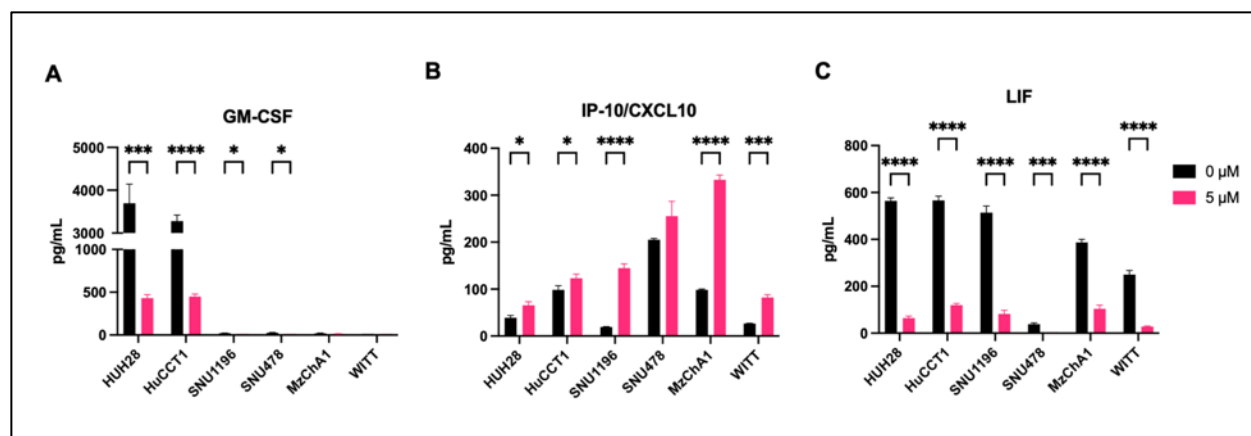 A
GM-CSF
*** **** * *
5000
4000
3000
1000
500
0
pg/mL
HUH28
HuCCT1
SNU1196
SNU478
MzChA1
WITT
B
IP-10/CXCL10
* * **** **** ***
400
300
200
100
0
pg/mL
HUH28
HuCCT1
SNU1196
SNU478
MzChA1
WITT
C
LIF
**** **** **** *** **** ****
800
600
400
200
0
pg/mL
HUH28
HuCCT1
SNU1196
SNU478
MzChA1
WITT
0 µM
5 µM